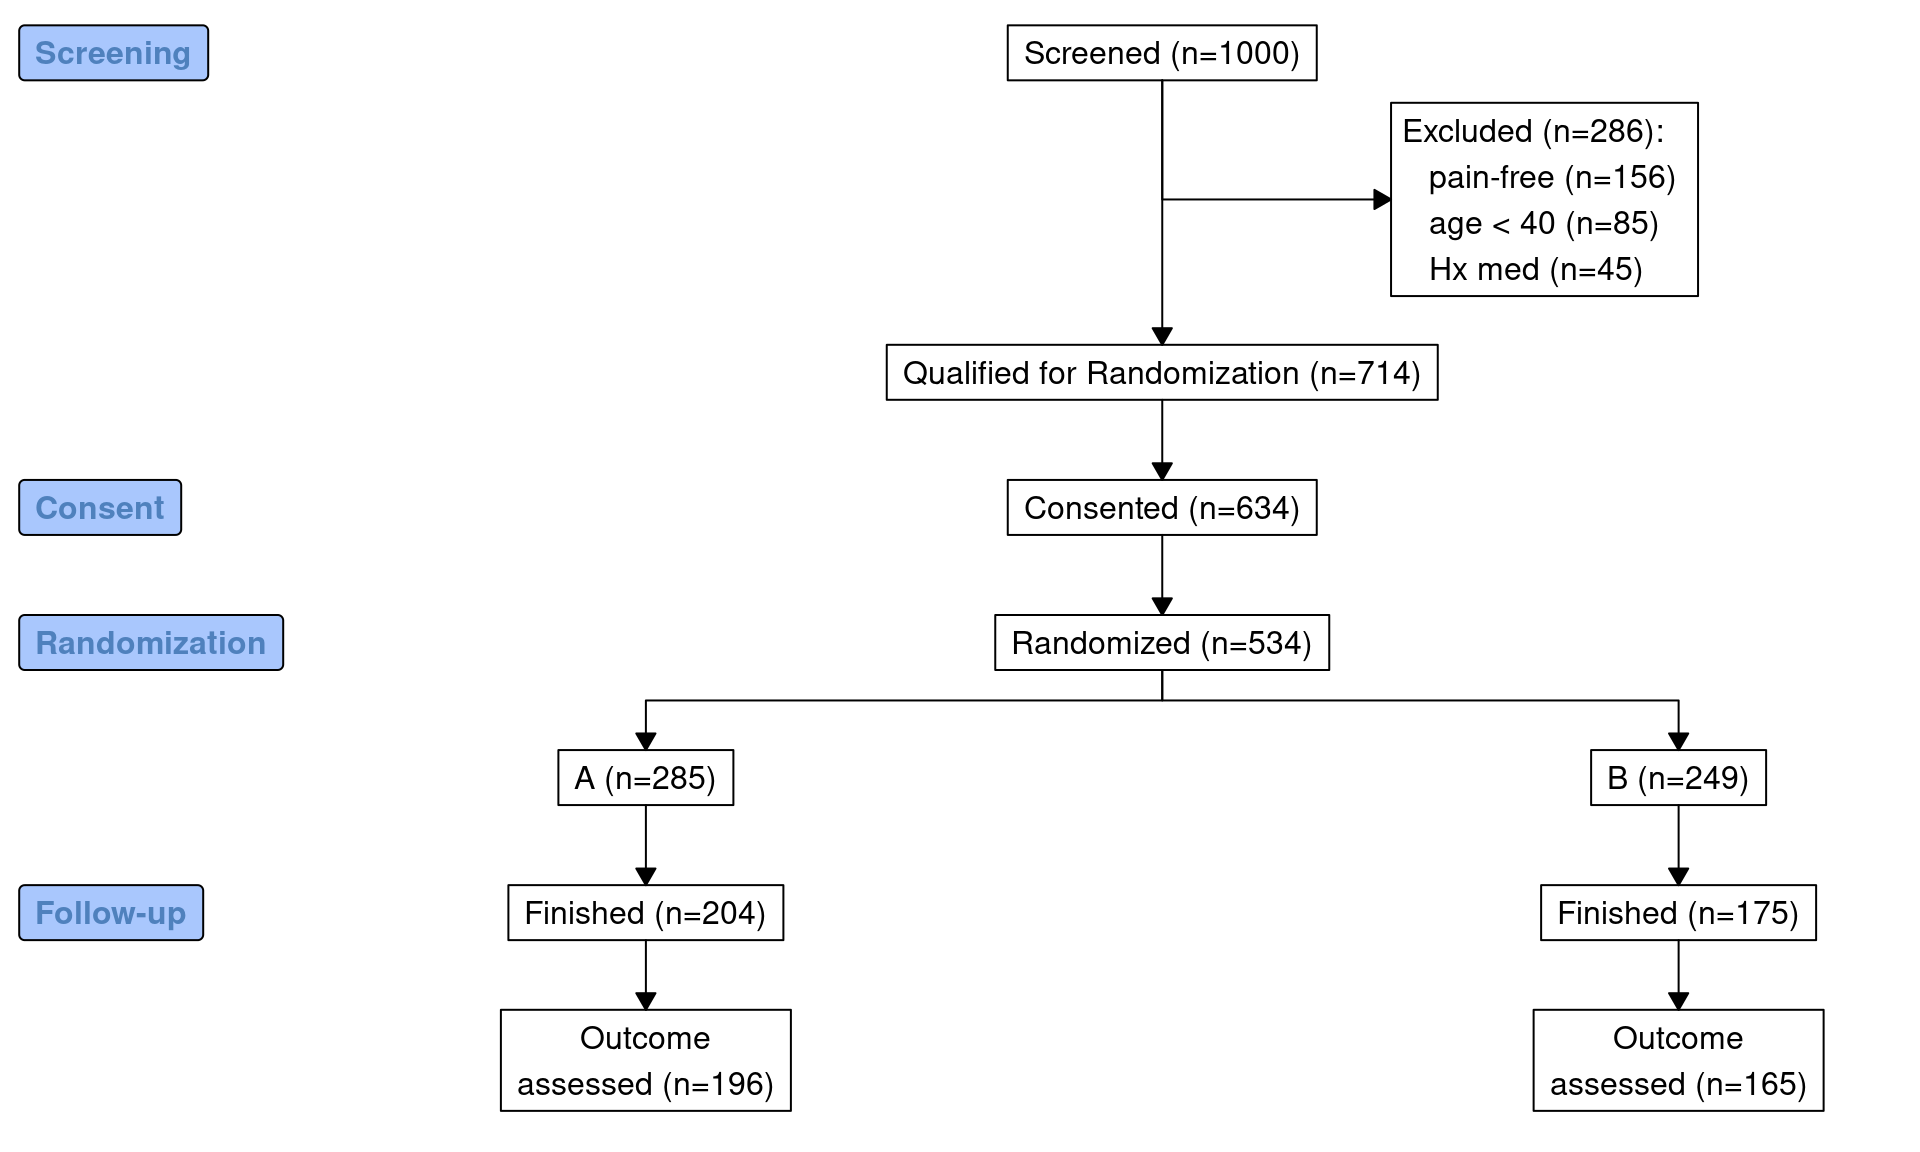 Screening
Screened (n=1000)
Excluded (n=286):
pain-free (n=156)
age < 40 (n=85)
Hx med (n=45)
Qualified for Randomization (n=714)
Consent
Consented (n=634)
Randomization
Randomized (n=534)
A (n=285)
B (n=249)
Follow-up
Finished (n=204)
Finished (n=175)
Outcome
assessed (n=196)
Outcome
assessed (n=165)